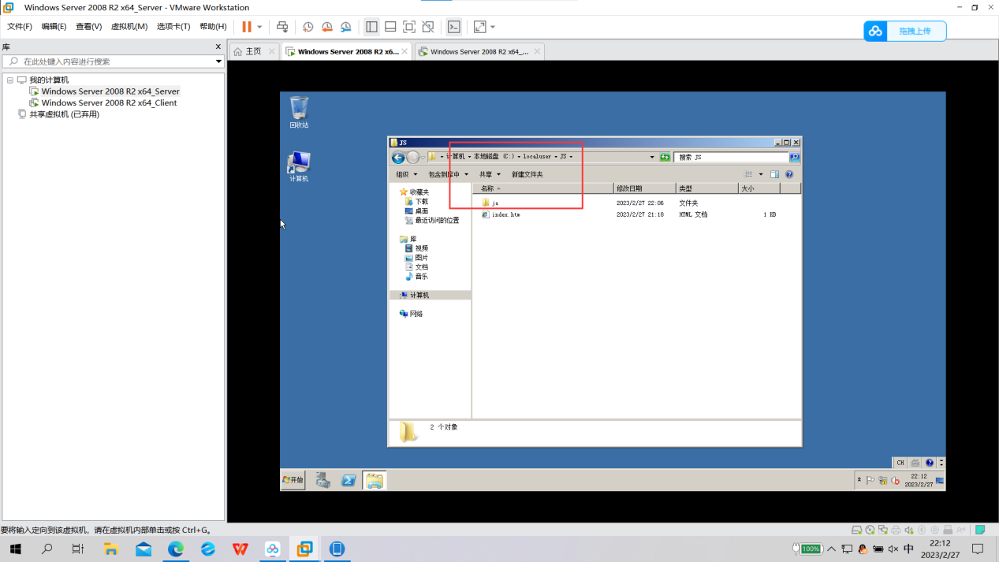 Windows Server 2008 R2 x64_Server - VMware Workstation
文件(F) 编辑(E) 查看(V) 虚拟机(M) 选项卡(T) 帮助(H)
拖拽上传
库
在此处键入内容进行搜索
我的计算机
Windows Server 2008 R2 x64_Server
Windows Server 2008 R2 x64_Client
共享虚拟机 (已弃用)
主页
Windows Server 2008 R2 x6...
Windows Server 2008 R2 x64_...
回收站
计算机
JS
计算机 本地磁盘 (C:) localuser JS
搜索 JS
组织 包含到库中 共享 新建文件夹
名称 修改日期 类型 大小
收藏夹
下载
桌面
最近访问的位置
库
视频
图片
文档
音乐
计算机
网络
js 2023/2/27 22:06 文件夹
index.htm 2023/2/27 21:18 HTML 文档 1 KB
2 个对象
CH
开始
22:12
2023/2/27
要将输入定向到该虚拟机，请在虚拟机内部单击或按 Ctrl+G。
100%
中
22:12
2023/2/27